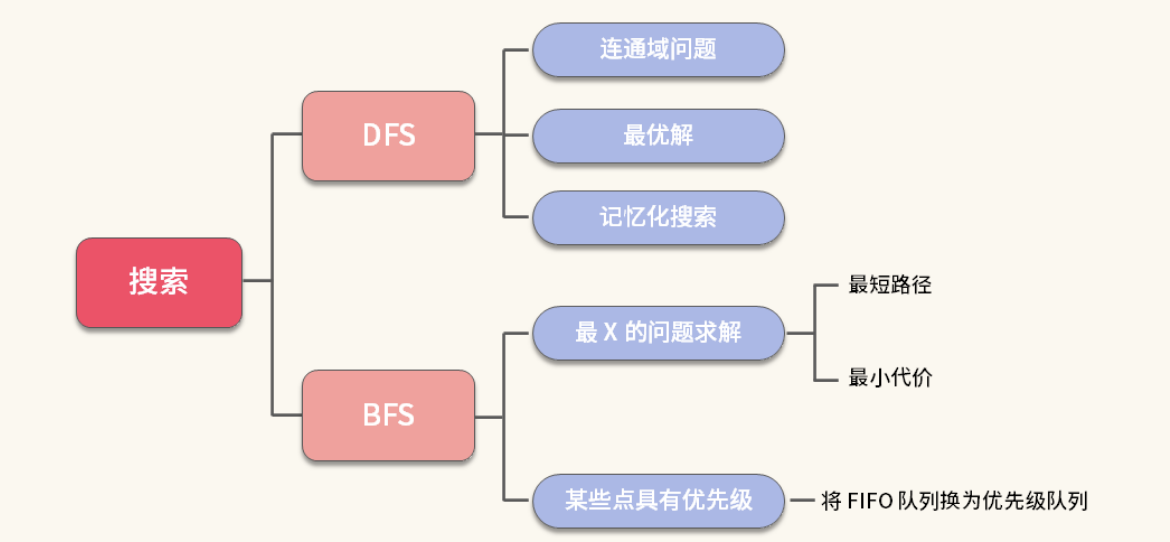 搜索
DFS
连通域问题
最优解
记忆化搜索
BFS
最 X 的问题求解
最短路径
最小代价
某些点具有优先级
将 FIFO 队列换为优先级队列